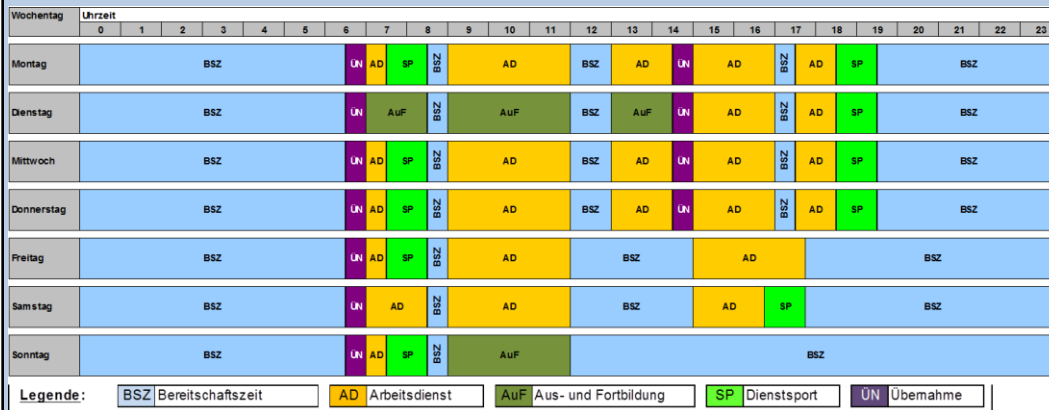 Wochentag Uhrzeit
0 1 2 3 4 5 6 7 8 9 10 11 12 13 14 15 16 17 18 19 20 21 22 23
Montag BSZ ÜN AD SP BSZ AD BSZ AD ÜN AD BSZ AD SP BSZ
Dienstag BSZ ÜN AuF BSZ AuF BSZ AuF ÜN AD BSZ AD SP BSZ
Mittwoch BSZ ÜN AD SP BSZ AD BSZ AD ÜN AD BSZ AD SP BSZ
Donnerstag BSZ ÜN AD SP BSZ AD BSZ AD ÜN AD BSZ AD SP BSZ
Freitag BSZ ÜN AD SP BSZ AD BSZ AD BSZ
Samstag BSZ ÜN AD BSZ AD BSZ AD SP BSZ
Sonntag BSZ ÜN AD SP BSZ AuF BSZ
Legende: BSZ Bereitschaftszeit AD Arbeitsdienst AuF Aus- und Fortbildung SP Dienstsport ÜN Übernahme